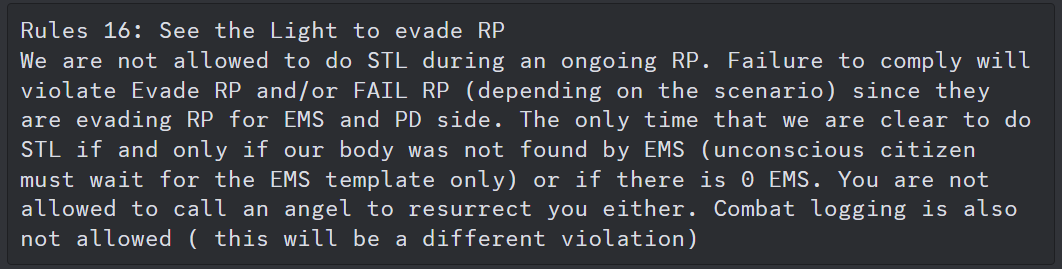 Rules 16: See the Light to evade RP
We are not allowed to do STL during an ongoing RP. Failure to comply will
violate Evade RP and/or FAIL RP (depending on the scenario) since they
are evading RP for EMS and PD side. The only time that we are clear to do
STL if and only if our body was not found by EMS (unconscious citizen
must wait for the EMS template only) or if there is 0 EMS. You are not
allowed to call an angel to resurrect you either. Combat logging is also
not allowed ( this will be a different violation)